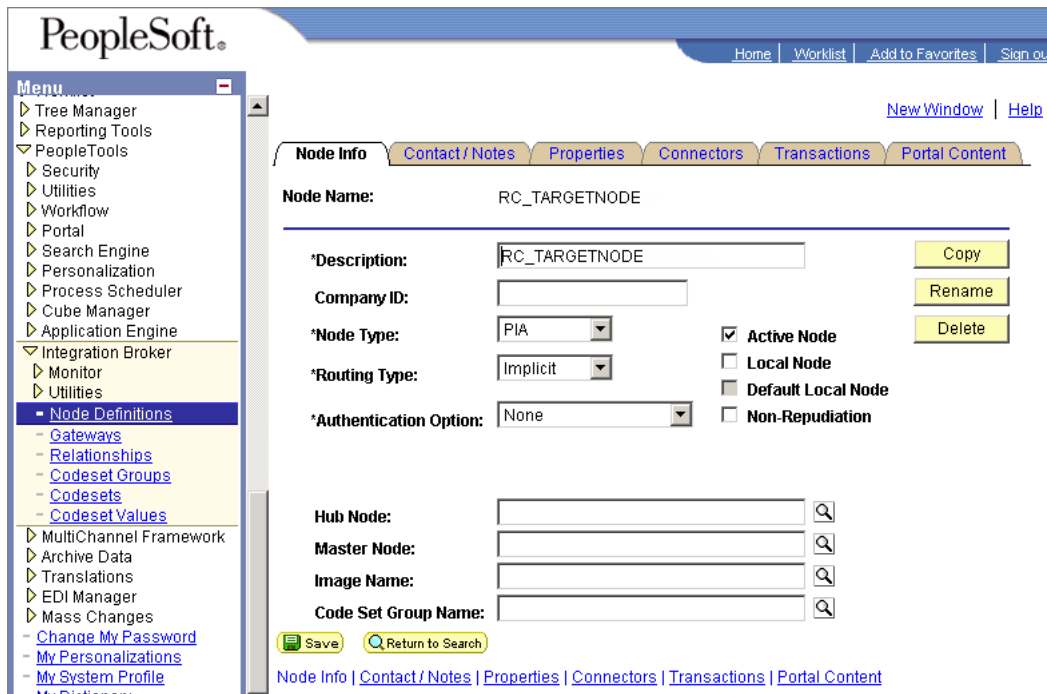 PeopleSoft®
Home | Worklist | Add to Favorites | Sign ou
Menu
Tree Manager
Reporting Tools
PeopleTools
Security
Utilities
Workflow
Portal
Search Engine
Personalization
Process Scheduler
Cube Manager
Application Engine
Integration Broker
Monitor
Utilities
- Node Definitions
- Gateways
- Relationships
- Codeset Groups
- Codesets
- Codeset Values
MultiChannel Framework
Archive Data
Translations
EDI Manager
Mass Changes
- Change My Password
- My Personalizations
- My System Profile
New Window | Help
Node Info Contact / Notes Properties Connectors Transactions Portal Content
Node Name: RC_TARGETNODE
*Description: RC_TARGETNODE Copy
Company ID: Rename
*Node Type: PIA Active Node Delete
Local Node
*Routing Type: Implicit
Default Local Node
*Authentication Option: None Non-Repudiation
Hub Node:
Master Node:
Image Name:
Code Set Group Name:
Save Return to Search
Node Info | Contact / Notes | Properties | Connectors | Transactions | Portal Content